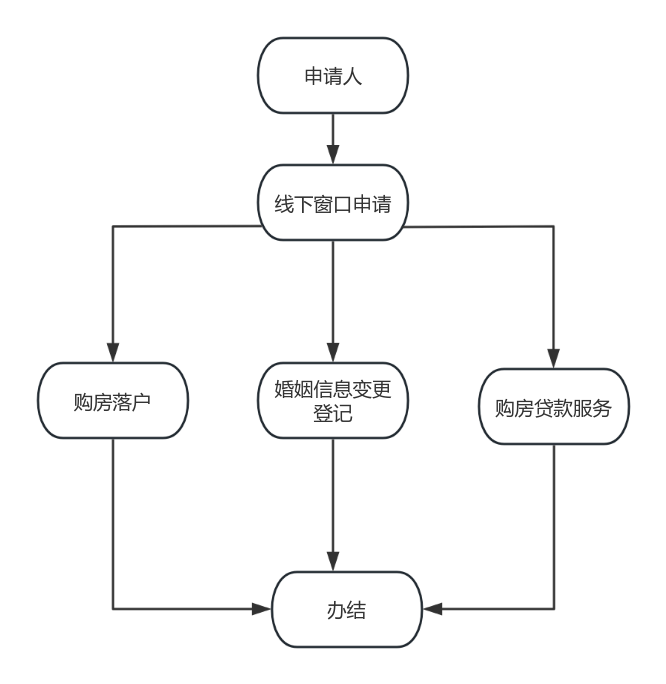 申请人
线下窗口申请
购房落户
婚姻信息变更
登记
购房贷款服务
办结